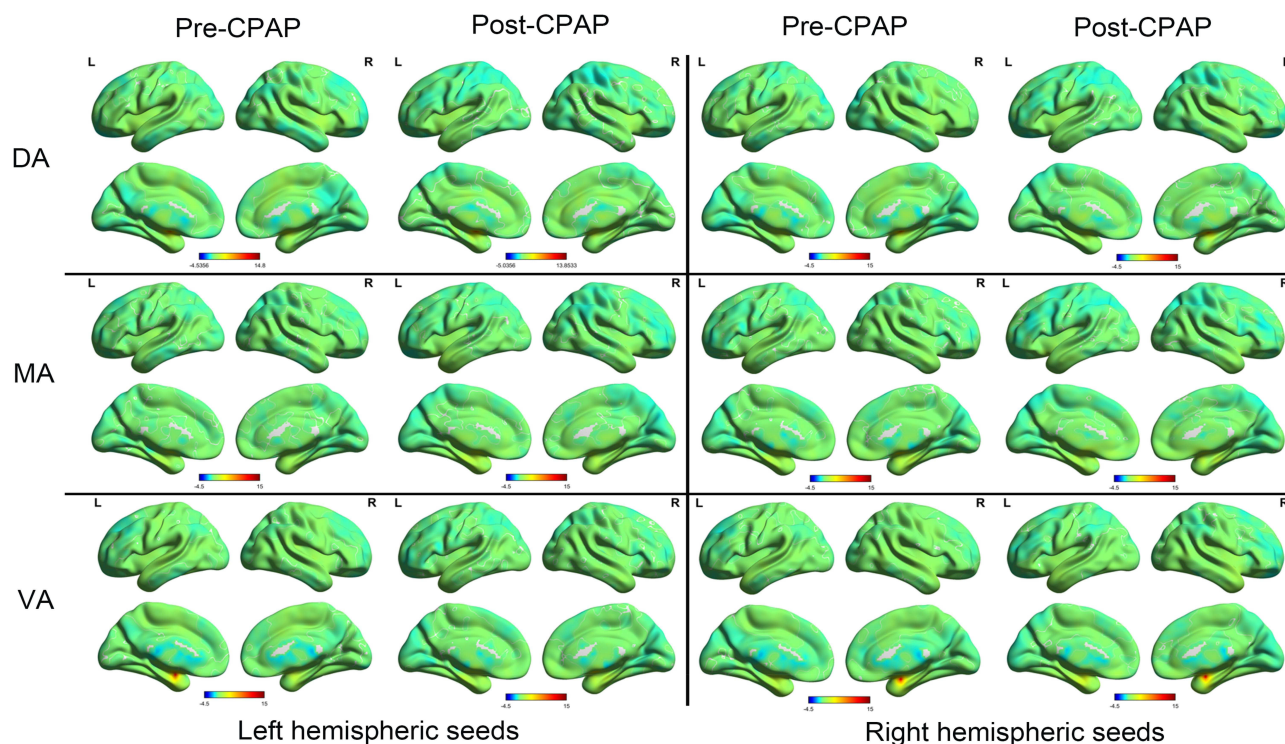 Pre-CPAP Post-CPAP Pre-CPAP Post-CPAP
L R L R L R L
DA
-4.5356 14.8 -5.0356 13.8533 -4.5 15 -4.5 15
L R L R L R L R
MA
-4.5 15 -4.5 15 -4.5 15 -4.5 15
L R L R L R L R
VA
-4.5 15 -4.5 15 -4.5 15 -4.5 15
Left hemispheric seeds Right hemispheric seeds